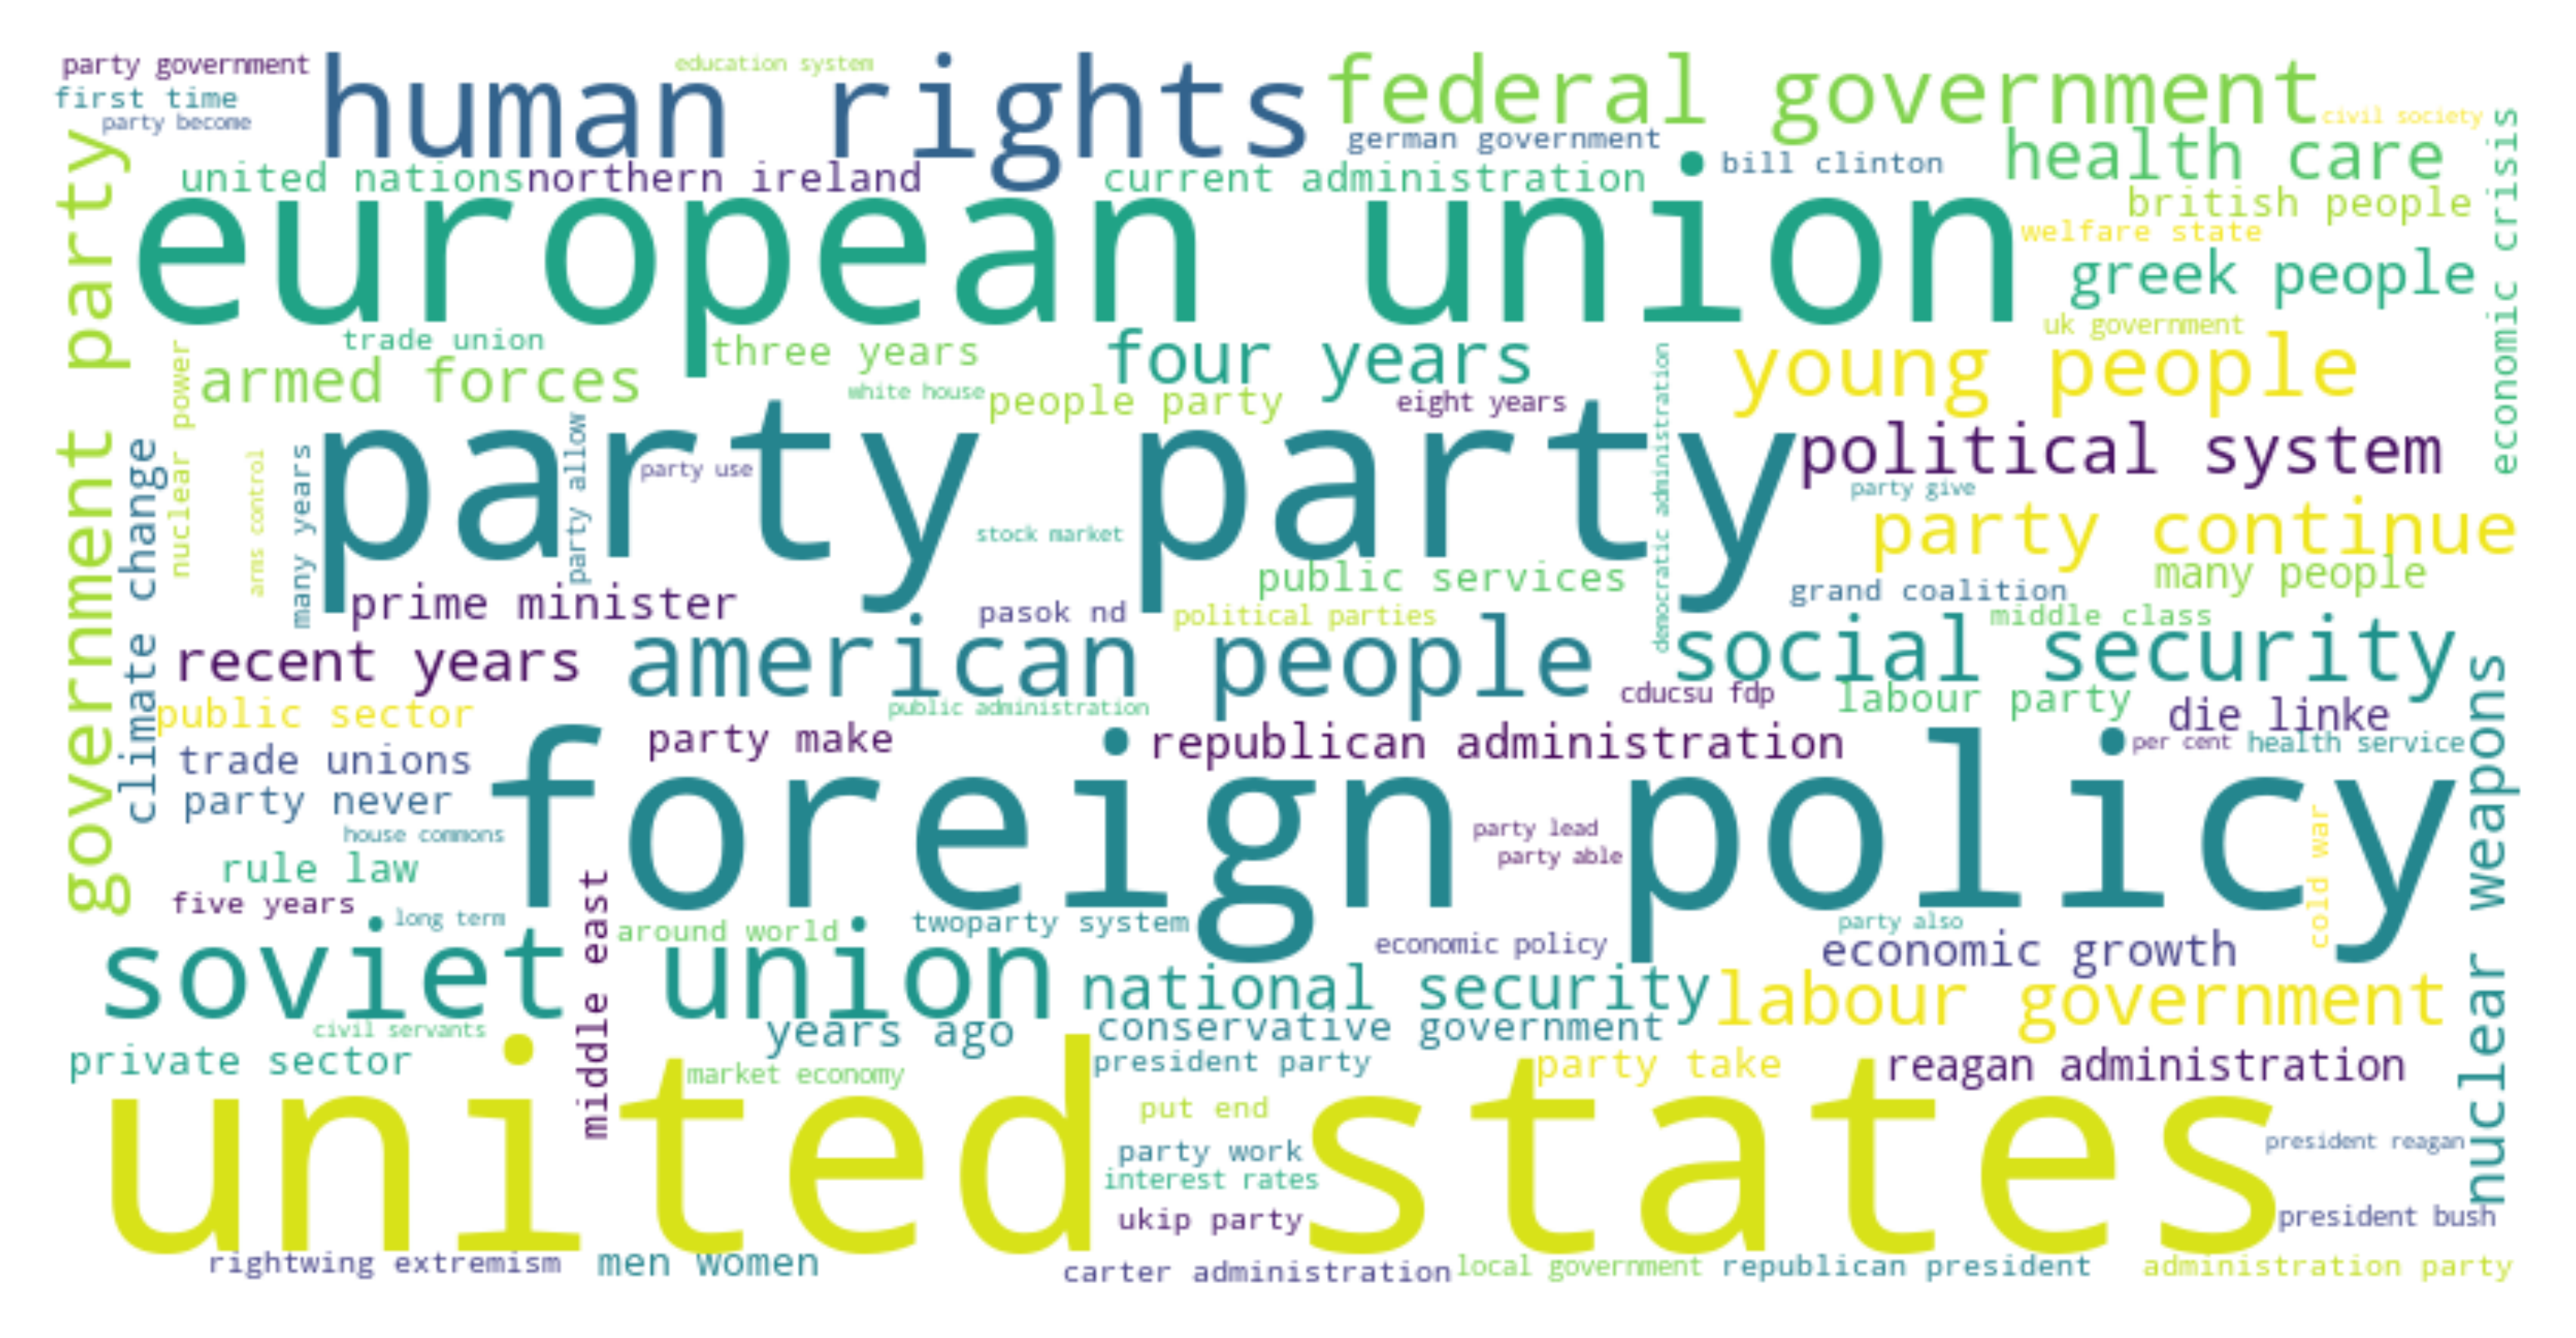 party government
education system
human rights
federal government
first time
party become
civil society
german government
health care
united nations
northern ireland
current administration
bill clinton
british people
european union
welfare state
greek people
economic crisis
government party
trade union
three years
four years
uk government
young people
armed forces
white house
people party
eight years
democratic administration
nuclear power
climate change
arms control
many years
party allow
party party
party use
political system
party give
stock market
party continue
public services
many people
prime minister
pasok nd
political parties
grand coalition
middle class
recent years
american people
social security
cducsu fdp
labour party
public sector
public administration
die linke
party make
republican administration
per cent
health service
trade unions
party never
foreign policy
nuclear weapons
house commons
party lead
party able
cold war
rule law
five years
long term
middle east
around world
twoparty system
party also
economic policy
economic growth
soviet union
national security
labour government
civil servants
years ago
conservative government
private sector
president party
party take
reagan administration
market economy
united states
put end
party work
president reagan
interest rates
ukip party
president bush
rightwing extremism
men women
carter administration
local government
republican president
administration party